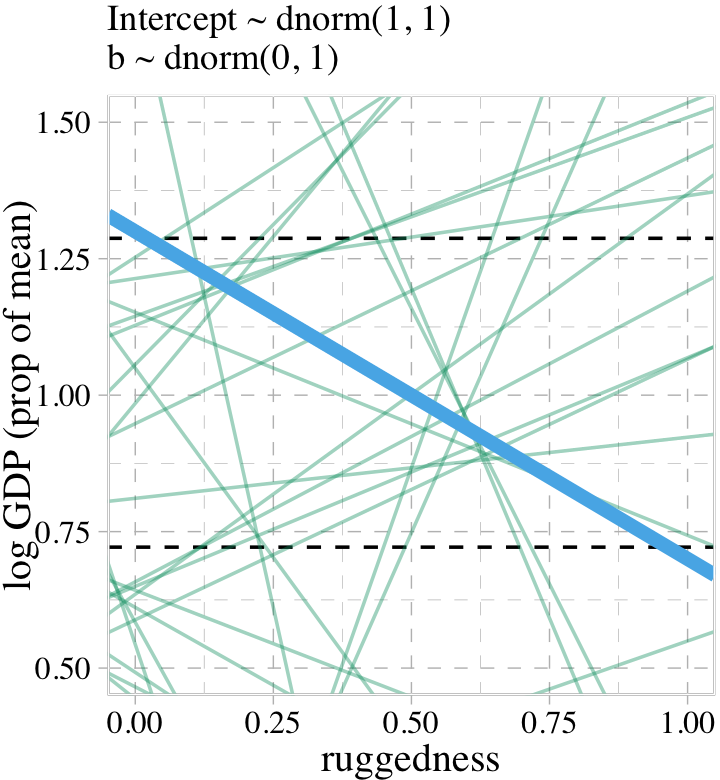 Intercept ~ dnorm(1, 1)
b ~ dnorm(0, 1)
log GDP (prop of mean)
1.50
1.25
1.00
0.75
0.50
0.00 0.25 0.50 0.75 1.00
ruggedness